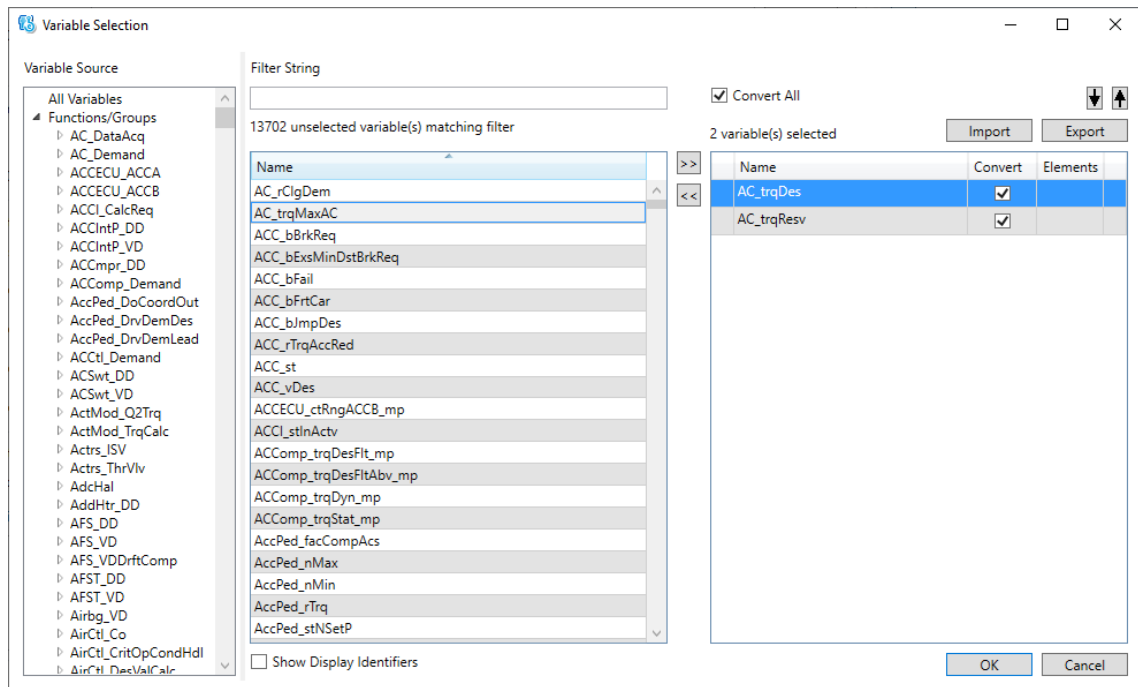 Variable Selection
Variable Source
All Variables
Functions/Groups
AC_DataAcq
AC_Demand
ACCECU_ACCA
ACCECU_ACCB
ACCI_CalcReq
ACCIntP_DD
ACCIntP_VD
ACCmpr_DD
ACComp_Demand
AccPed_DoCoordOut
AccPed_DrvDemDes
AccPed_DrvDemLead
ACCtl_Demand
ACSwt_DD
ACSwt_VD
ActMod_Q2Trq
ActMod_TrqCalc
Actrs_ISV
Actrs_ThrVlv
AdcHal
AddHtr_DD
AFS_DD
AFS_VD
AFS_VDDrftComp
AFST_DD
AFST_VD
Airbg_VD
AirCtl_Co
AirCtl_CritOpCondHdl
AirCtl_DesValCalc
Filter String
13702 unselected variable(s) matching filter
Name
AC_rClgDem
AC_trqMaxAC
ACC_bBrkReq
ACC_bExsMinDstBrkReq
ACC_bFail
ACC_bFrtCar
ACC_bJmpDes
ACC_rTrqAccRed
ACC_st
ACC_vDes
ACCECU_ctRngACCB_mp
ACCI_stInActv
ACComp_trqDesFlt_mp
ACComp_trqDesFltAbv_mp
ACComp_trqDyn_mp
ACComp_trqStat_mp
AccPed_facCompAcs
AccPed_nMax
AccPed_nMin
AccPed_rTrq
AccPed_stNSetP
Show Display Identifiers
>>
<<
Convert All
2 variable(s) selected
Import Export
Name Convert Elements
AC_trqDes
AC_trqResv
OK Cancel